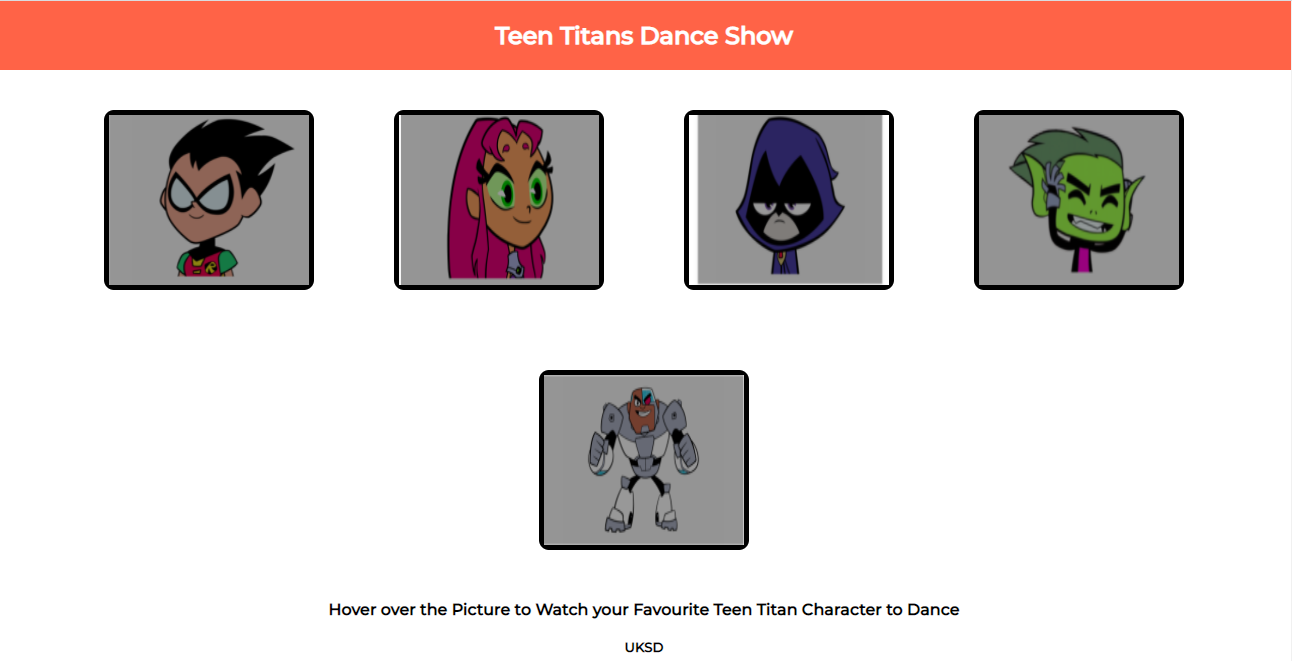 Teen Titans Dance Show
Hover over the Picture to Watch your Favourite Teen Titan Character to Dance
UKSD